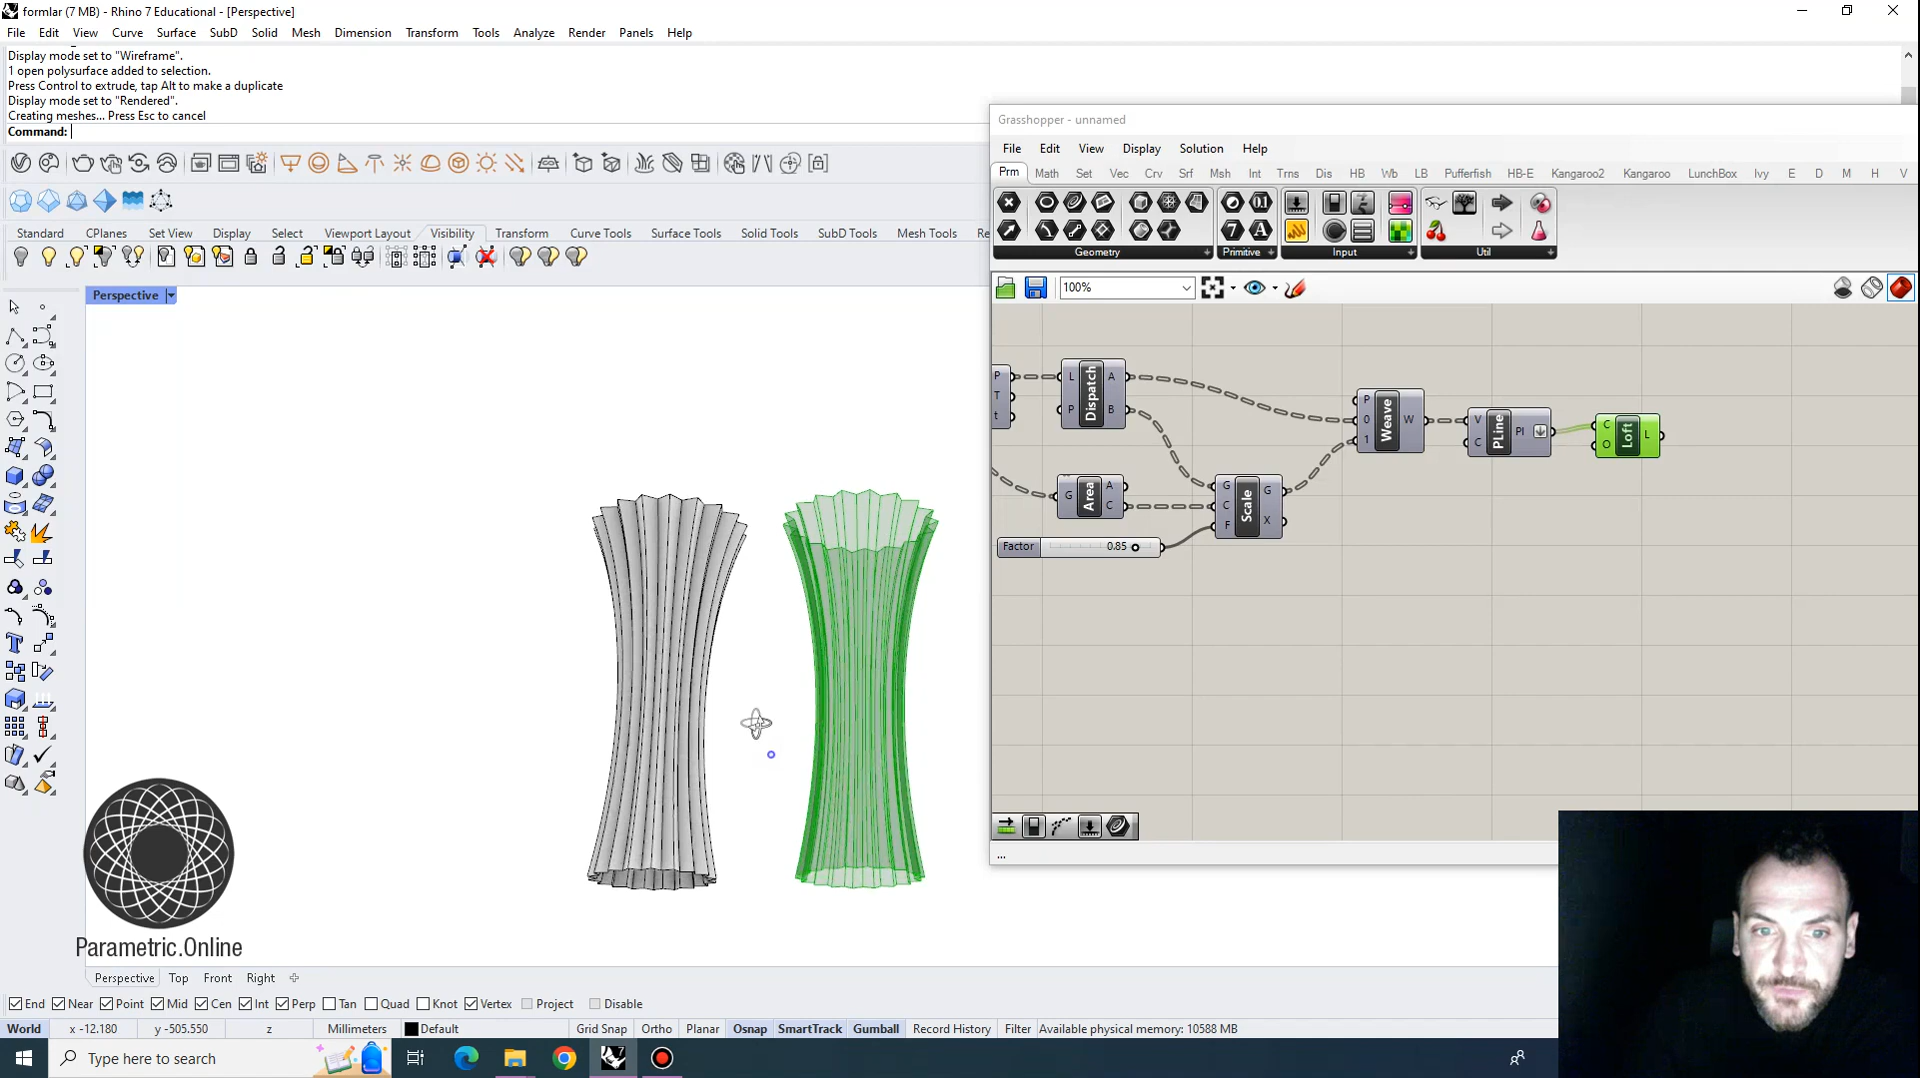 formlar (7 MB) - Rhino 7 Educational - [Perspective]
File Edit View Curve Surface SubD Solid Mesh Dimension Transform Tools Analyze Render Panels Help
Display mode set to "Wireframe".
1 open polysurface added to selection.
Press Control to extrude, tap Alt to make a duplicate
Display mode set to "Rendered".
Creating meshes... Press Esc to cancel
Command:
Standard CPlanes Set View Display Select Viewport Layout Visibility Transform Curve Tools Surface Tools Solid Tools SubD Tools Mesh Tools Re
Perspective
Grasshopper - unnamed
File Edit View Display Solution Help
Prm Math Set Vec Crv Srf Msh Int Trns Dis HB Wb LB Pufferfish HB-E Kangaroo2 Kangaroo LunchBox Ivy E D M H V
Geometry Primitive Input Util
100%
P T t
L P Dispatch A B
P 0 1 Weave W
V C PLine Pl
C O Loft L
G Area A C
G C F Scale G X
Factor 0.85
...
Parametric.Online
Perspective Top Front Right
End Near Point Mid Cen Int Perp Tan Quad Knot Vertex Project Disable
World x -12.180 y -505.550 z Millimeters Default Grid Snap Ortho Planar Osnap SmartTrack Gumball Record History Filter Available physical memory: 10588 MB
Type here to search